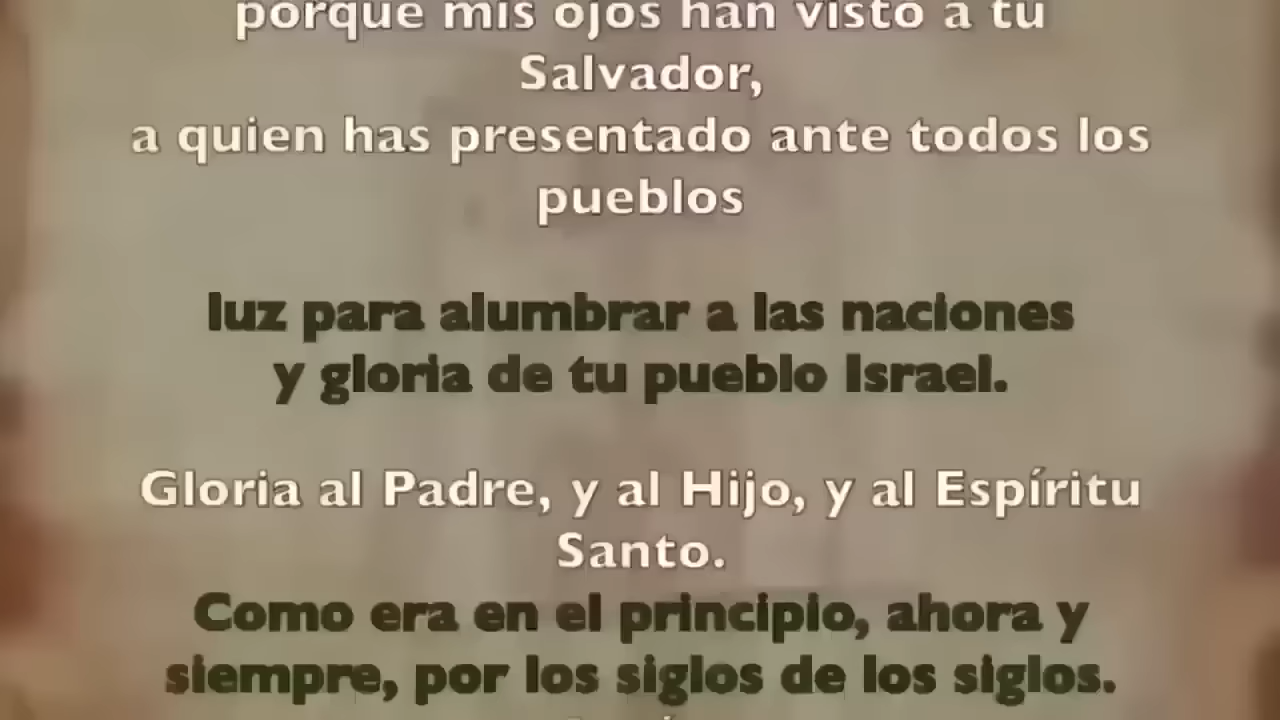 porque mis ojos han visto a tu
Salvador,
a quien has presentado ante todos los
pueblos
luz para alumbrar a las naciones
y gloria de tu pueblo Israel.
Gloria al Padre, y al Hijo, y al Espíritu
Santo.
Como era en el principio, ahora y
siempre, por los siglos de los siglos.